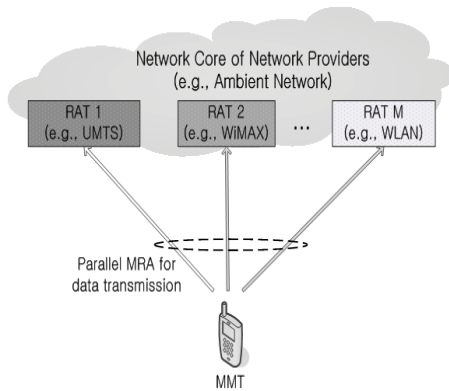 Network Core of Network Providers
(e.g., Ambient Network)
RAT 1
(e.g., UMTS)
RAT 2
(e.g., WiMAX)
...
RAT M
(e.g., WLAN)
Parallel MRA for
data transmission
MMT